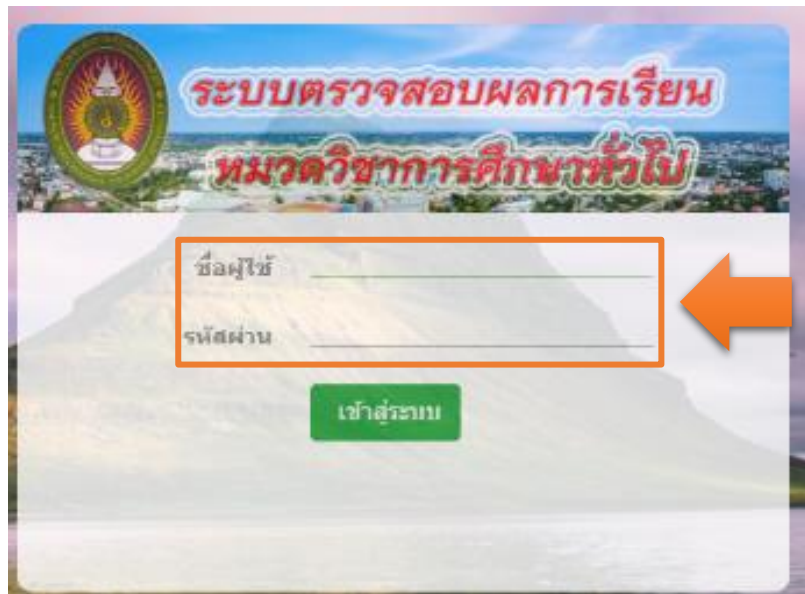 ระบบตรวจสอบผลการเรียน
หมวดวิชาการศึกษาทั่วไป
ชื่อผู้ใช้
รหัสผ่าน
เข้าสู่ระบบ